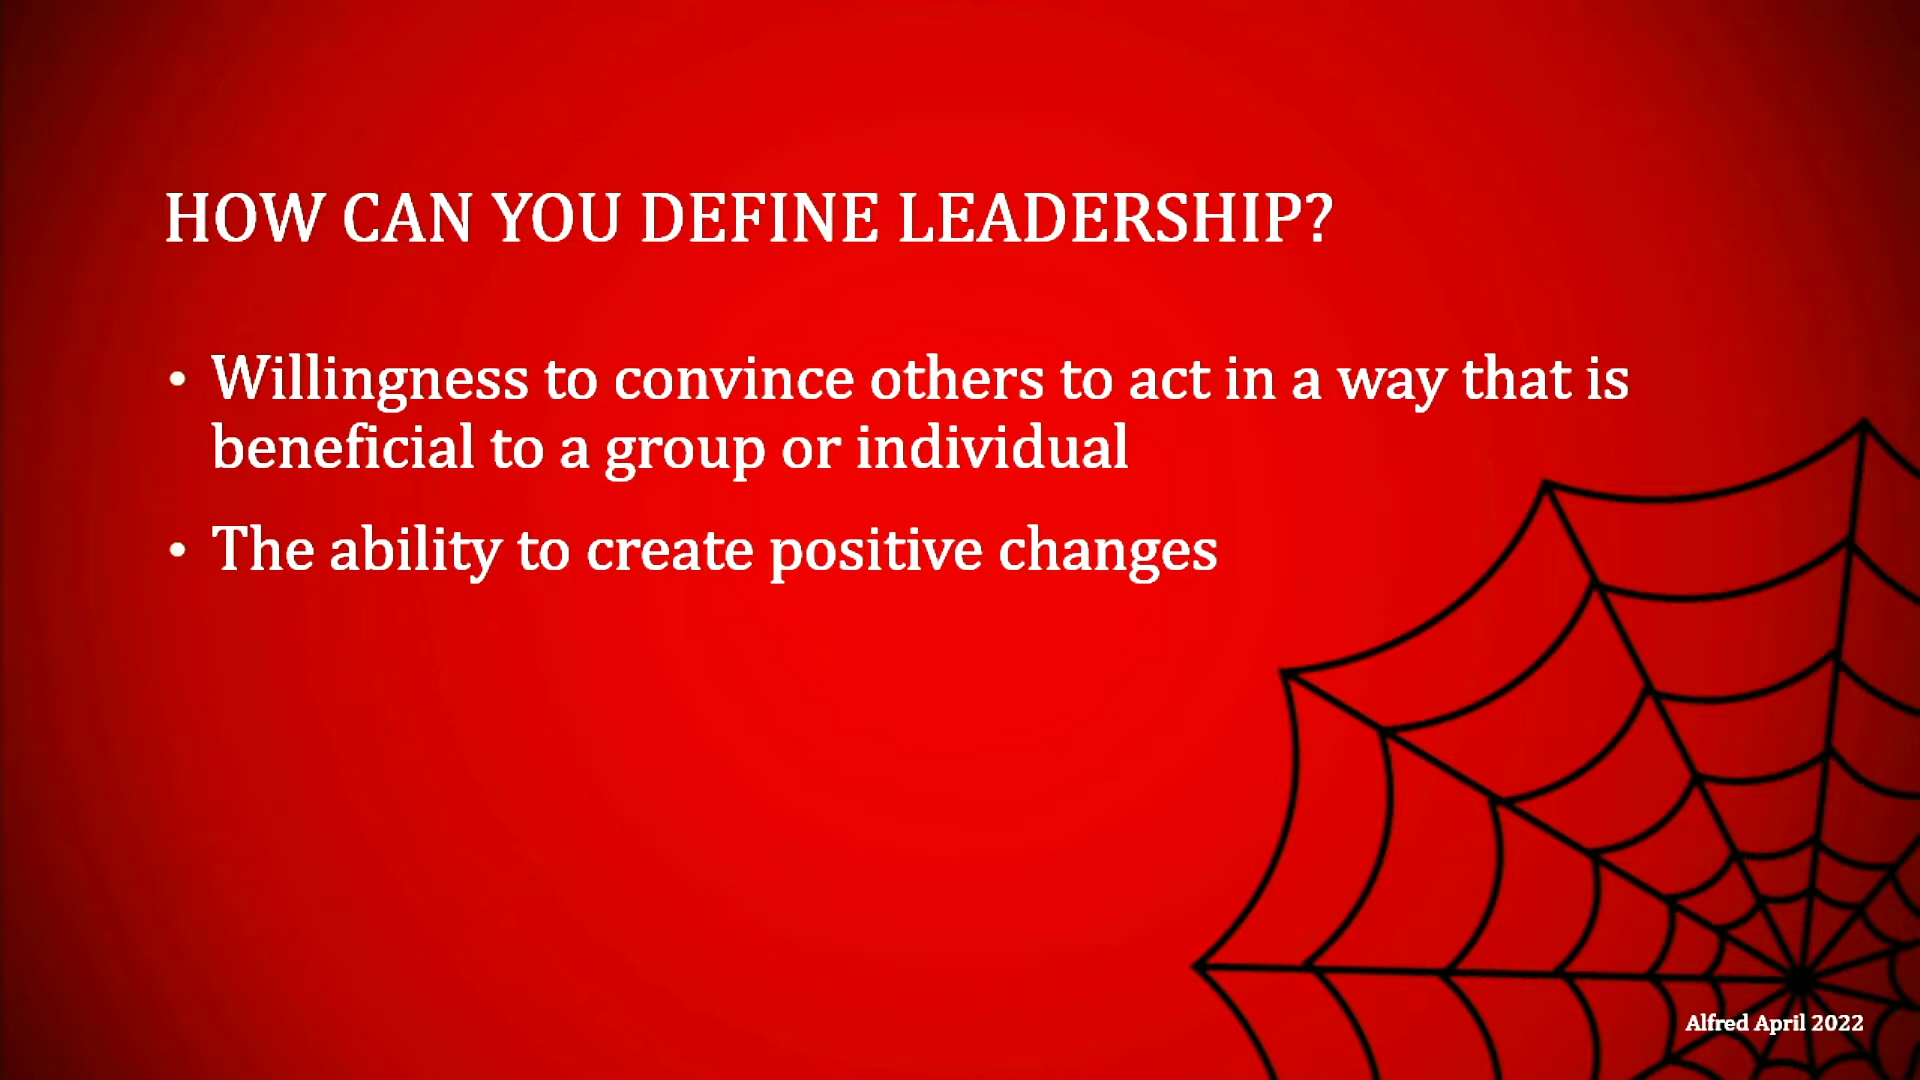 HOW CAN YOU DEFINE LEADERSHIP?
• Willingness to convince others to act in a way that is
beneficial to a group or individual
• The ability to create positive changes
Alfred April 2022